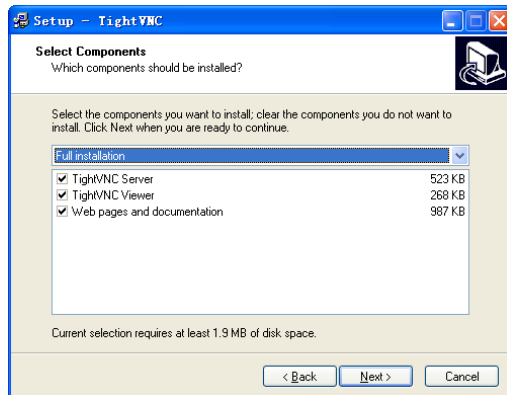 Setup - TightVNC
Select Components
Which components should be installed?
Select the components you want to install; clear the components you do not want to
install. Click Next when you are ready to continue.
Full installation
TightVNC Server 523 KB
TightVNC Viewer 268 KB
Web pages and documentation 987 KB
Current selection requires at least 1.9 MB of disk space.
< Back Next > Cancel